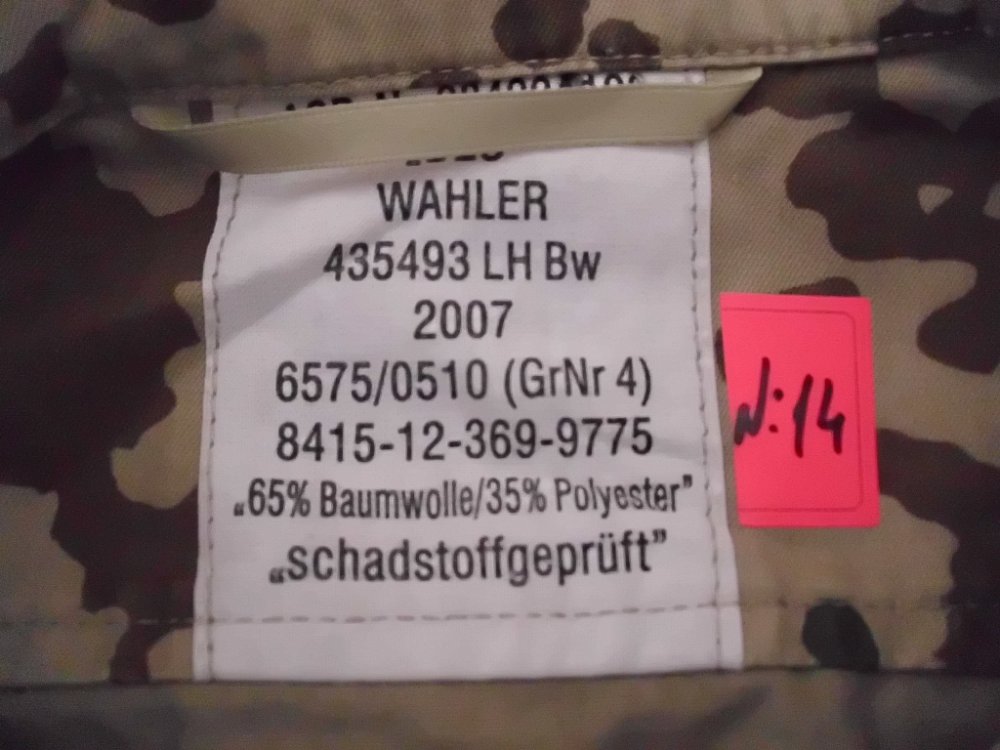 WAHLER
435493 LH Bw
2007
6575/0510 (GrNr 4)
8415-12-369-9775
„65% Baumwolle/35% Polyester”
„schadstoffgeprüft”
N:14